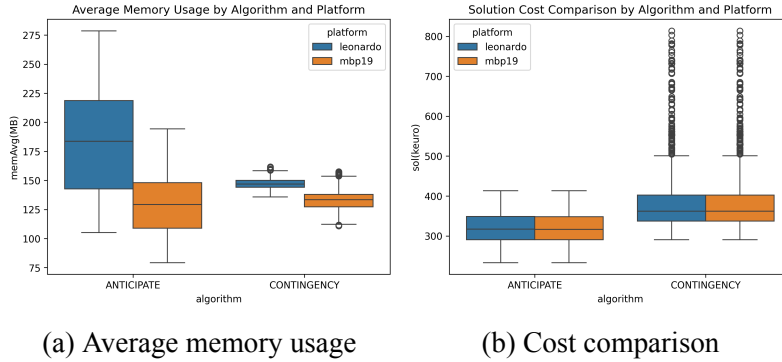 Average Memory Usage by Algorithm and Platform
platform
leonardo
mbp19
275
250
225
200
175
150
125
100
75
memAvg(MB)
ANTICIPATE
CONTINGENCY
algorithm
(a) Average memory usage
Solution Cost Comparison by Algorithm and Platform
platform
leonardo
mbp19
800
700
600
500
400
300
sol(keuro)
ANTICIPATE
CONTINGENCY
algorithm
(b) Cost comparison